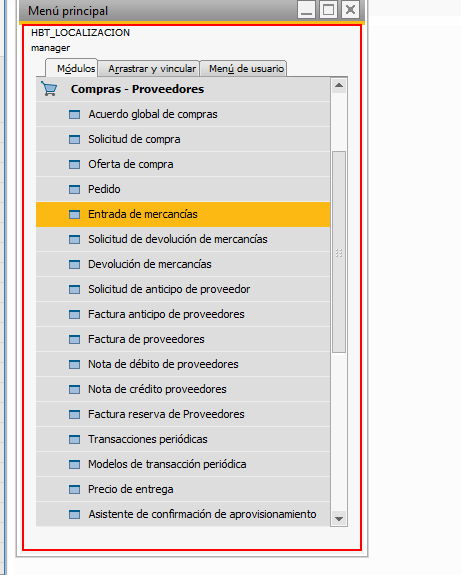 Menú principal
HBT_LOCALIZACION
manager
Módulos Arrastrar y vincular Menú de usuario
Compras - Proveedores
Acuerdo global de compras
Solicitud de compra
Oferta de compra
Pedido
Entrada de mercancías
Solicitud de devolución de mercancías
Devolución de mercancías
Solicitud de anticipo de proveedor
Factura anticipo de proveedores
Factura de proveedores
Nota de débito de proveedores
Nota de crédito proveedores
Factura reserva de Proveedores
Transacciones periódicas
Modelos de transacción periódica
Precio de entrega
Asistente de confirmación de aprovisionamiento